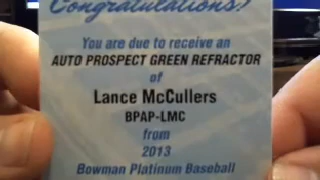 Congratulations!
You are due to receive an
AUTO PROSPECT GREEN REFRACTOR
of
Lance McCullers
BPAP-LMC
from
2013
Bowman Platinum Baseball